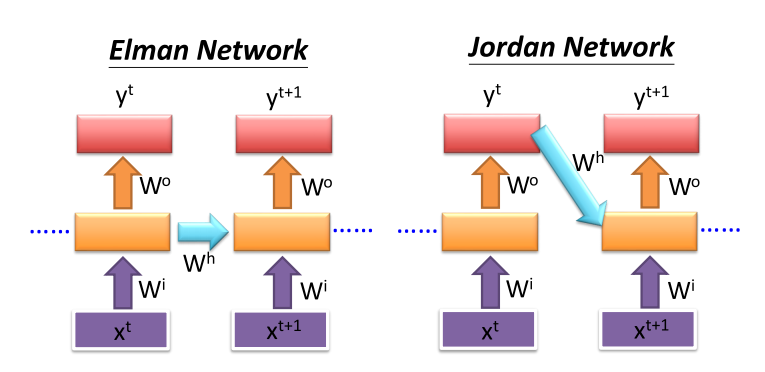 Elman Network
y^t
y^{t+1}
W^o
W^o
......
W^h
......
W^i
W^i
x^t
x^{t+1}
Jordan Network
y^t
y^{t+1}
W^h
W^o
W^o
......
......
W^i
W^i
x^t
x^{t+1}